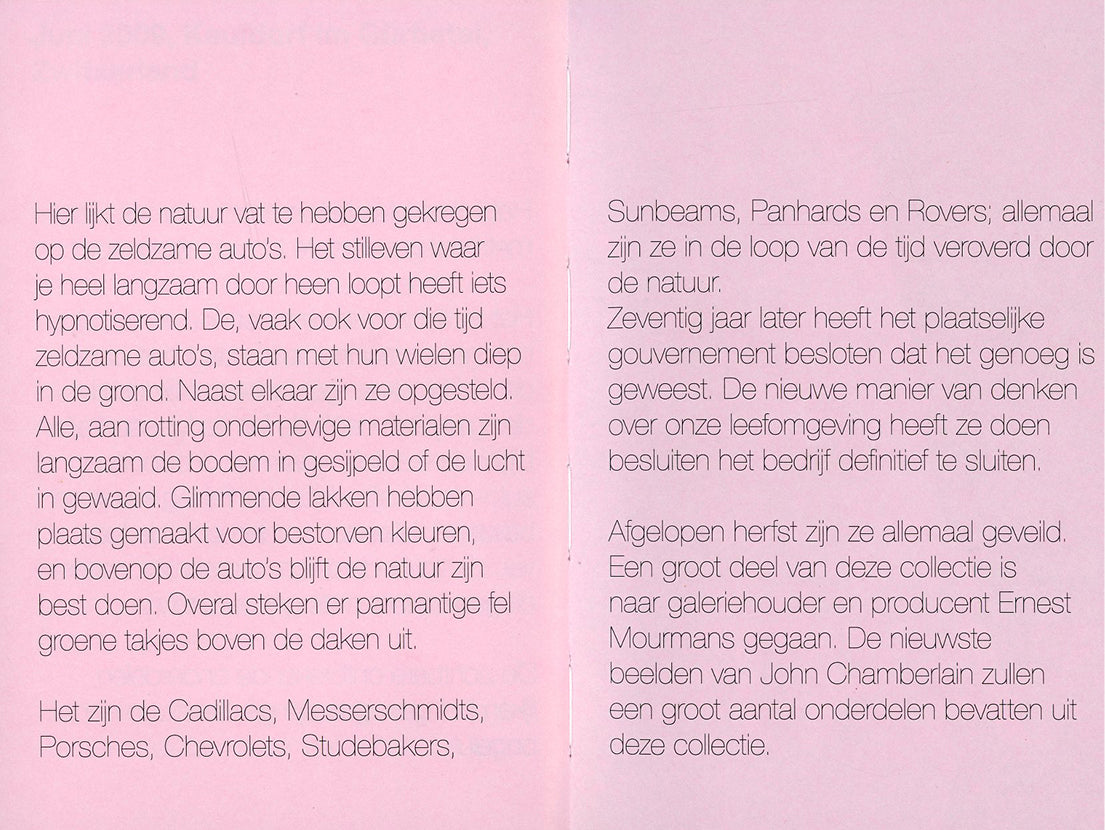 Hier lijkt de natuur vat te hebben gekregen
op de zeldzame auto's. Het stilleven waar
je heel langzaam door heen loopt heeft iets
hypnotiserend. De, vaak ook voor die tijd
zeldzame auto's, staan met hun wielen diep
in de grond. Naast elkaar zijn ze opgesteld.
Alle, aan rotting onderhevige materialen zijn
langzaam de bodem in gesijpeld of de lucht
in gewaaid. Glimmende lakken hebben
plaats gemaakt voor bestorven kleuren,
en bovenop de auto's blijft de natuur zijn
best doen. Overal steken er parmantige fel
groene takjes boven de daken uit.

Het zijn de Cadillacs, Messerschmidts,
Porsches, Chevrolets, Studebakers,
Sunbeams, Panhards en Rovers; allemaal
zijn ze in de loop van de tijd veroverd door
de natuur.
Zeventig jaar later heeft het plaatselijke
gouvernement besloten dat het genoeg is
geweest. De nieuwe manier van denken
over onze leefomgeving heeft ze doen
besluiten het bedrijf definitief te sluiten.

Afgelopen herfst zijn ze allemaal geveild.
Een groot deel van deze collectie is
naar galeriehouder en producent Ernest
Mourmans gegaan. De nieuwste
beelden van John Chamberlain zullen
een groot aantal onderdelen bevatten uit
deze collectie.